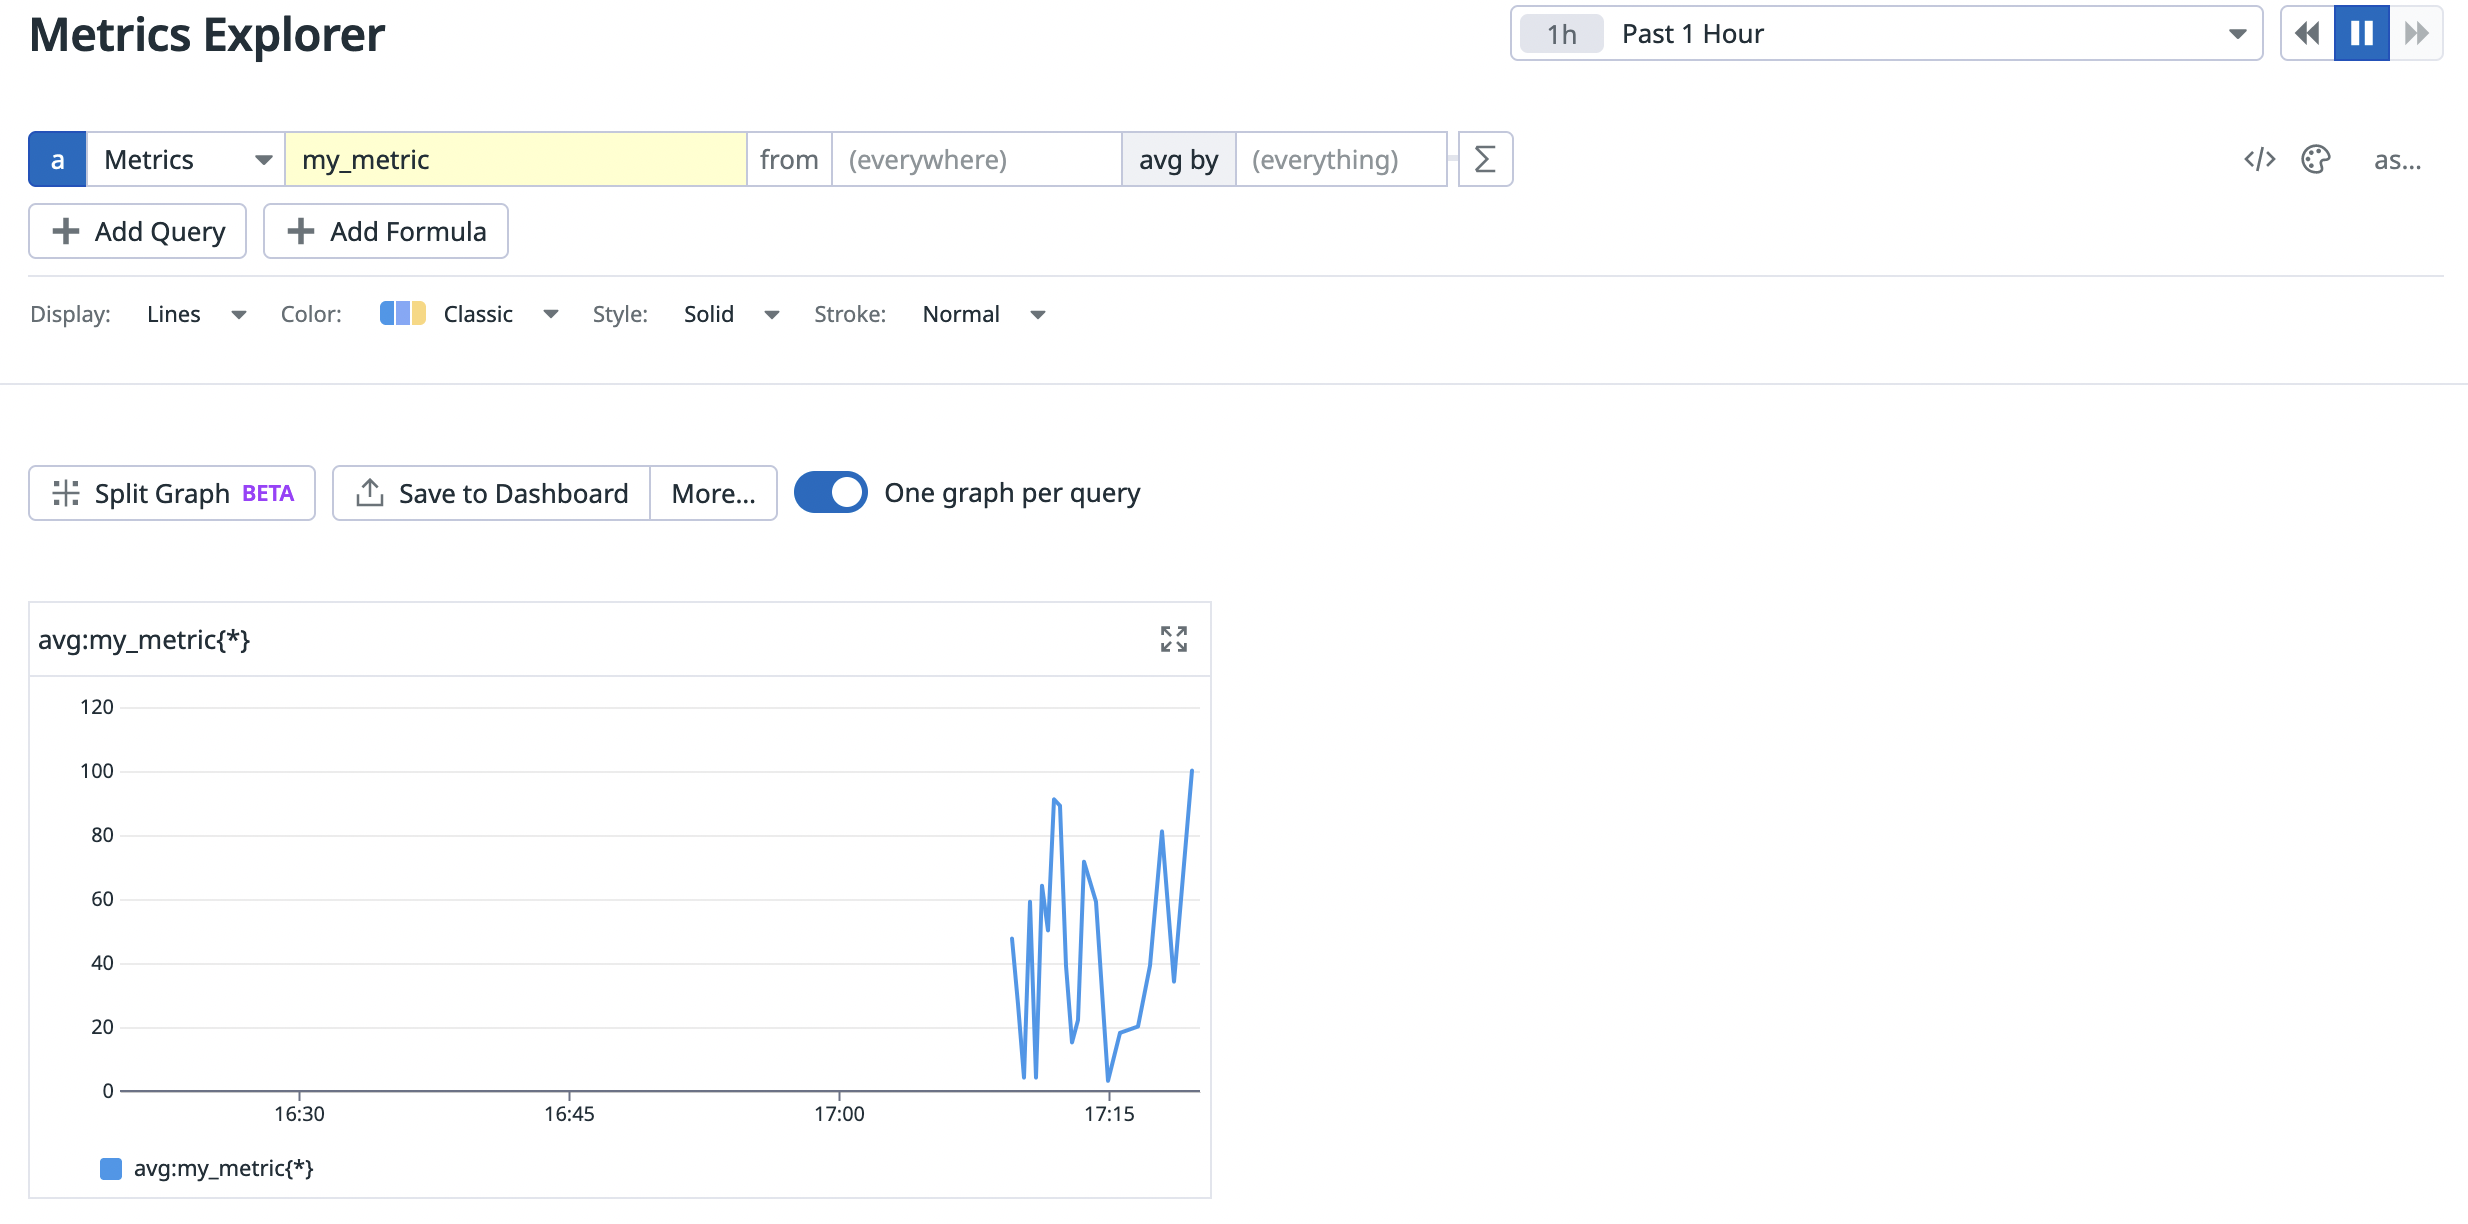 Metrics Explorer
1h Past 1 Hour
a Metrics my_metric from (everywhere) avg by (everything) Σ </> as...
Add Query Add Formula
Display: Lines Color: Classic Style: Solid Stroke: Normal
Split Graph BETA Save to Dashboard More... One graph per query
avg:my_metric{*}
120
100
80
60
40
20
0
16:30 16:45 17:00 17:15
avg:my_metric{*}